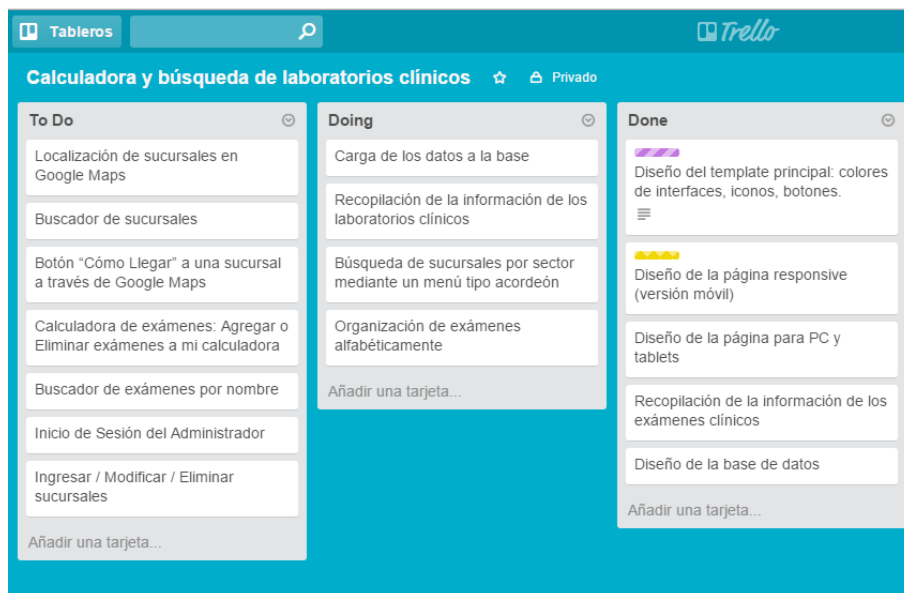 Tableros
Trello
Calculadora y búsqueda de laboratorios clínicos
Privado
To Do
Localización de sucursales en
Google Maps
Buscador de sucursales
Botón “Cómo Llegar” a una sucursal
a través de Google Maps
Calculadora de exámenes: Agregar o
Eliminar exámenes a mi calculadora
Buscador de exámenes por nombre
Inicio de Sesión del Administrador
Ingresar / Modificar / Eliminar
sucursales
Añadir una tarjeta...
Doing
Carga de los datos a la base
Recopilación de la información de los
laboratorios clínicos
Búsqueda de sucursales por sector
mediante un menú tipo acordeón
Organización de exámenes
alfabéticamente
Añadir una tarjeta...
Done
Diseño del template principal: colores
de interfaces, iconos, botones.
Diseño de la página responsive
(versión móvil)
Diseño de la página para PC y
tablets
Recopilación de la información de los
exámenes clínicos
Diseño de la base de datos
Añadir una tarjeta...